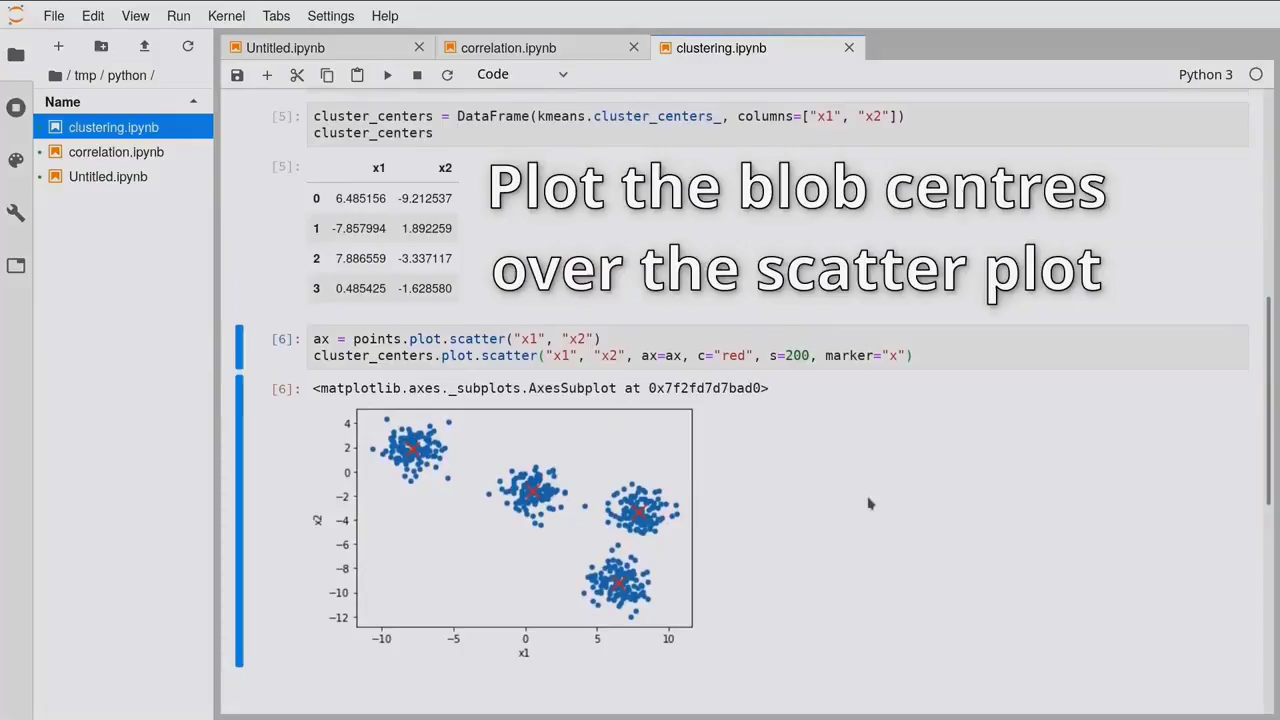 File Edit View Run Kernel Tabs Settings Help
/ tmp / python /
Name
clustering.ipynb
correlation.ipynb
Untitled.ipynb
Untitled.ipynb correlation.ipynb clustering.ipynb
Code Python 3
[5]: cluster_centers = DataFrame(kmeans.cluster_centers_, columns=["x1", "x2"])
cluster_centers
[5]: x1 x2
0 6.485156 -9.212537
1 -7.857994 1.892259
2 7.886559 -3.337117
3 0.485425 -1.628580
Plot the blob centres
over the scatter plot
[6]: ax = points.plot.scatter("x1", "x2")
cluster_centers.plot.scatter("x1", "x2", ax=ax, c="red", s=200, marker="x")
[6]: <matplotlib.axes._subplots.AxesSubplot at 0x7f2fd7d7bad0>
4
2
0
−2
−4
−6
−8
−10
−12
x2
−10 −5 0 5 10
x1